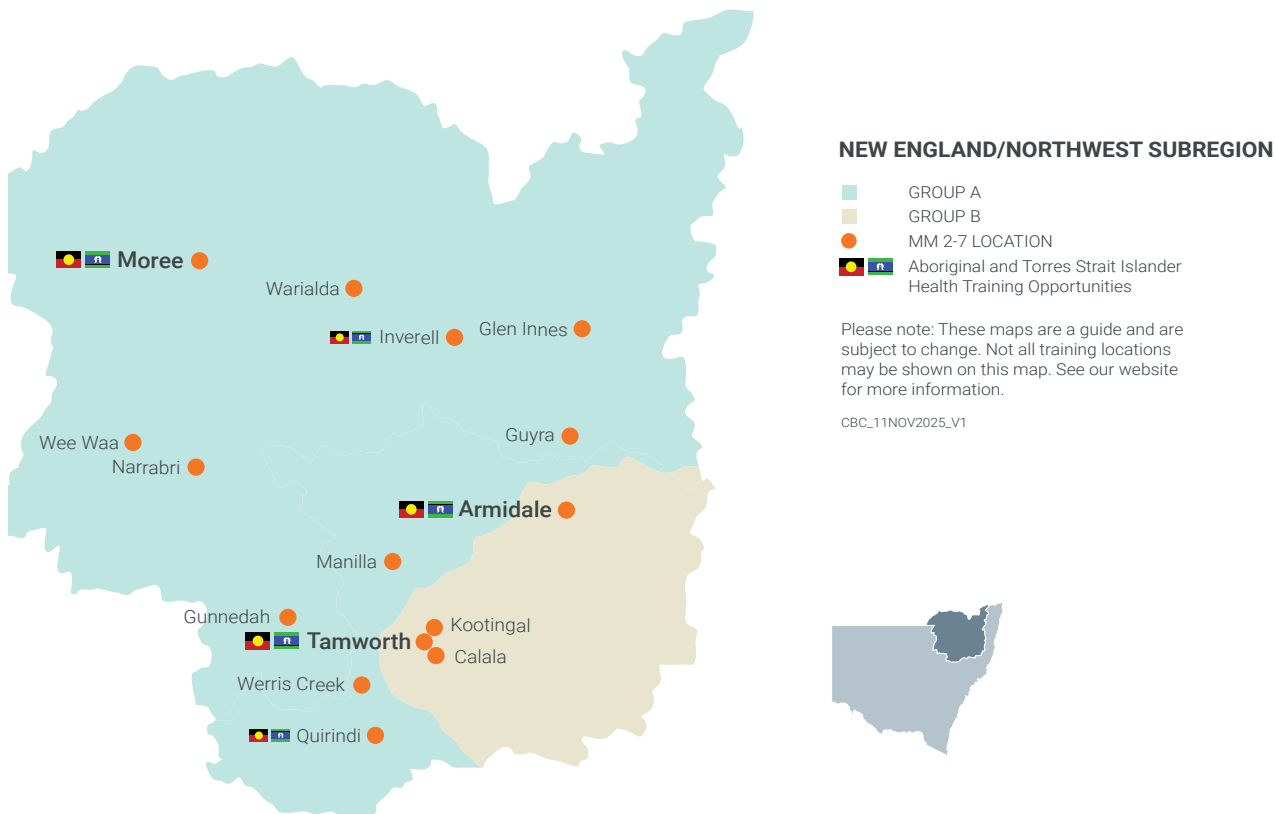 NEW ENGLAND/NORTHWEST SUBREGION
GROUP A
GROUP B
MM 2-7 LOCATION
Aboriginal and Torres Strait Islander
Health Training Opportunities
Please note: These maps are a guide and are
subject to change. Not all training locations
may be shown on this map. See our website
for more information.
CBC_11NOV2025_V1
Moree
Warialda
Inverell
Glen Innes
Wee Waa
Narrabri
Guyra
Armidale
Manilla
Gunnedah
Kootingal
Tamworth
Calala
Werris Creek
Quirindi